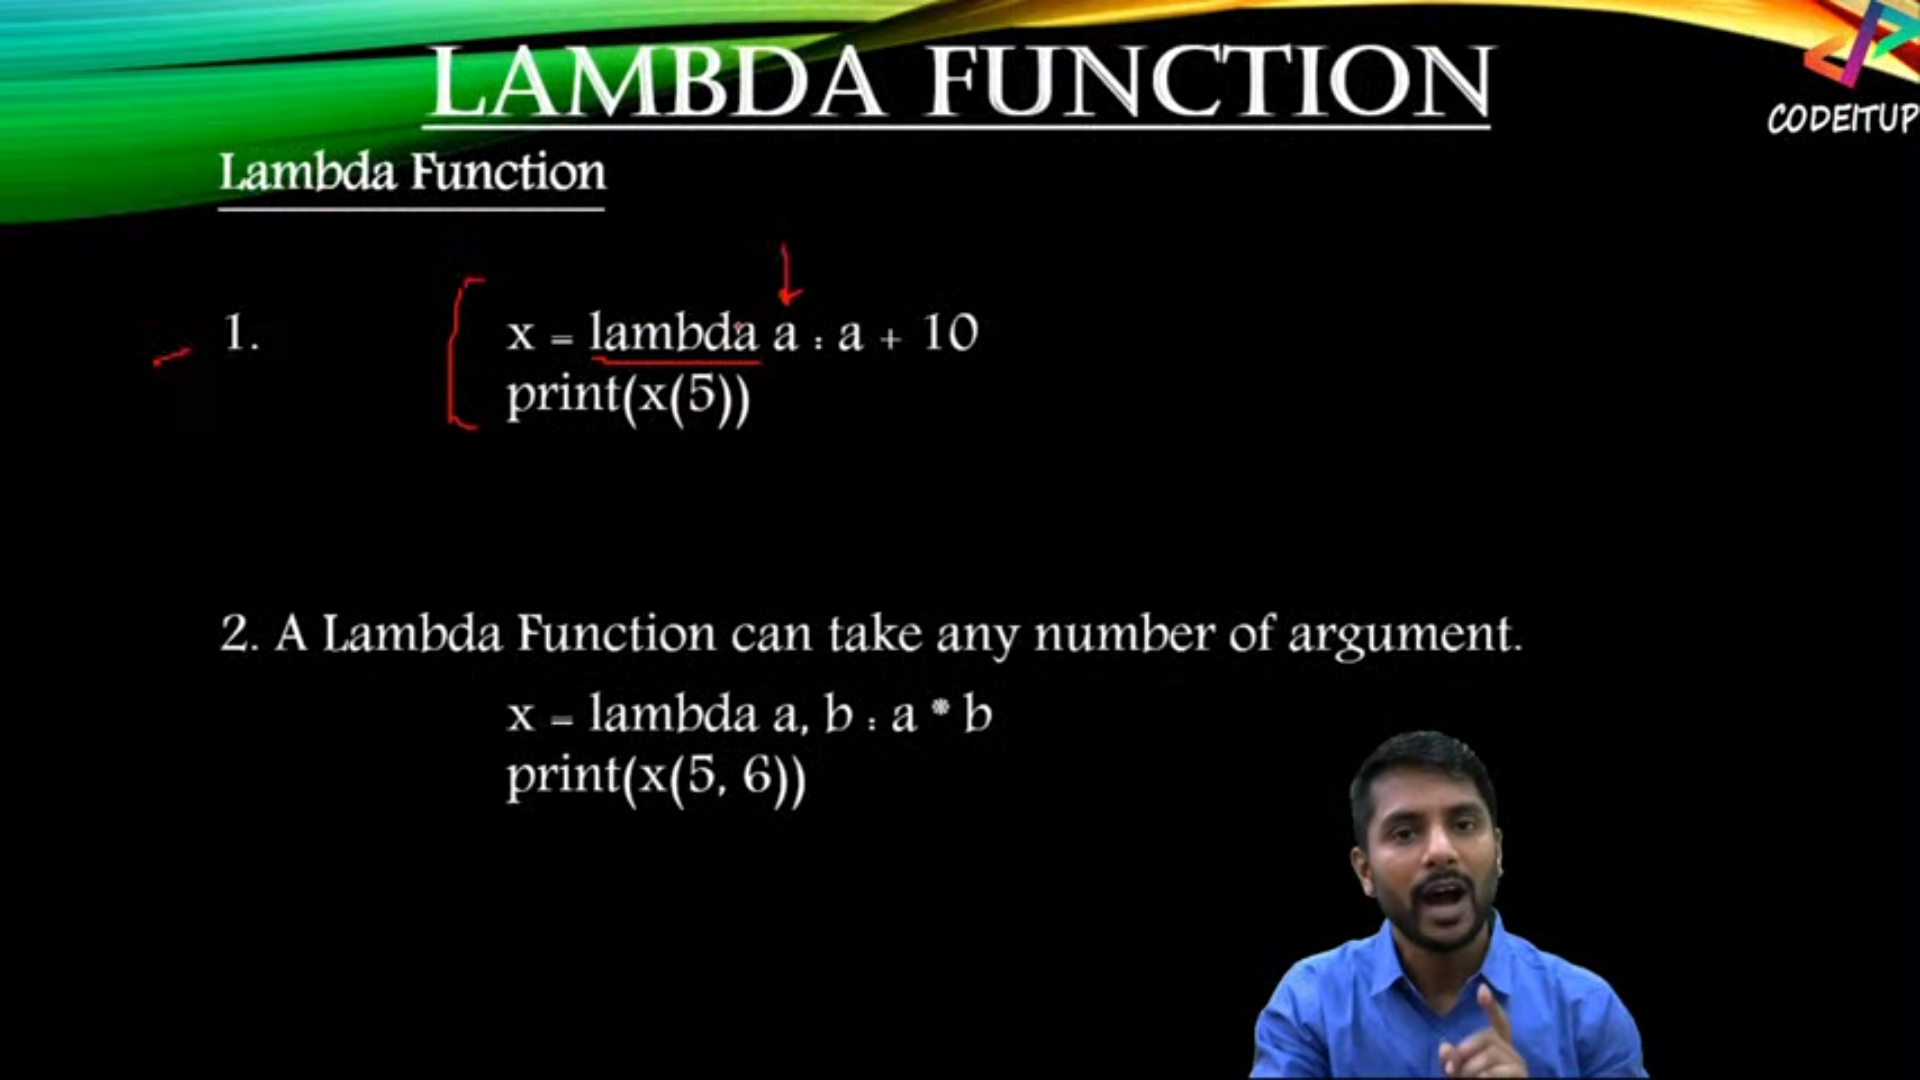 LAMBDA FUNCTION
CODEITUP
Lambda Function
1. x = lambda a : a + 10
print(x(5))
2. A Lambda Function can take any number of argument.
x = lambda a, b : a * b
print(x(5, 6))